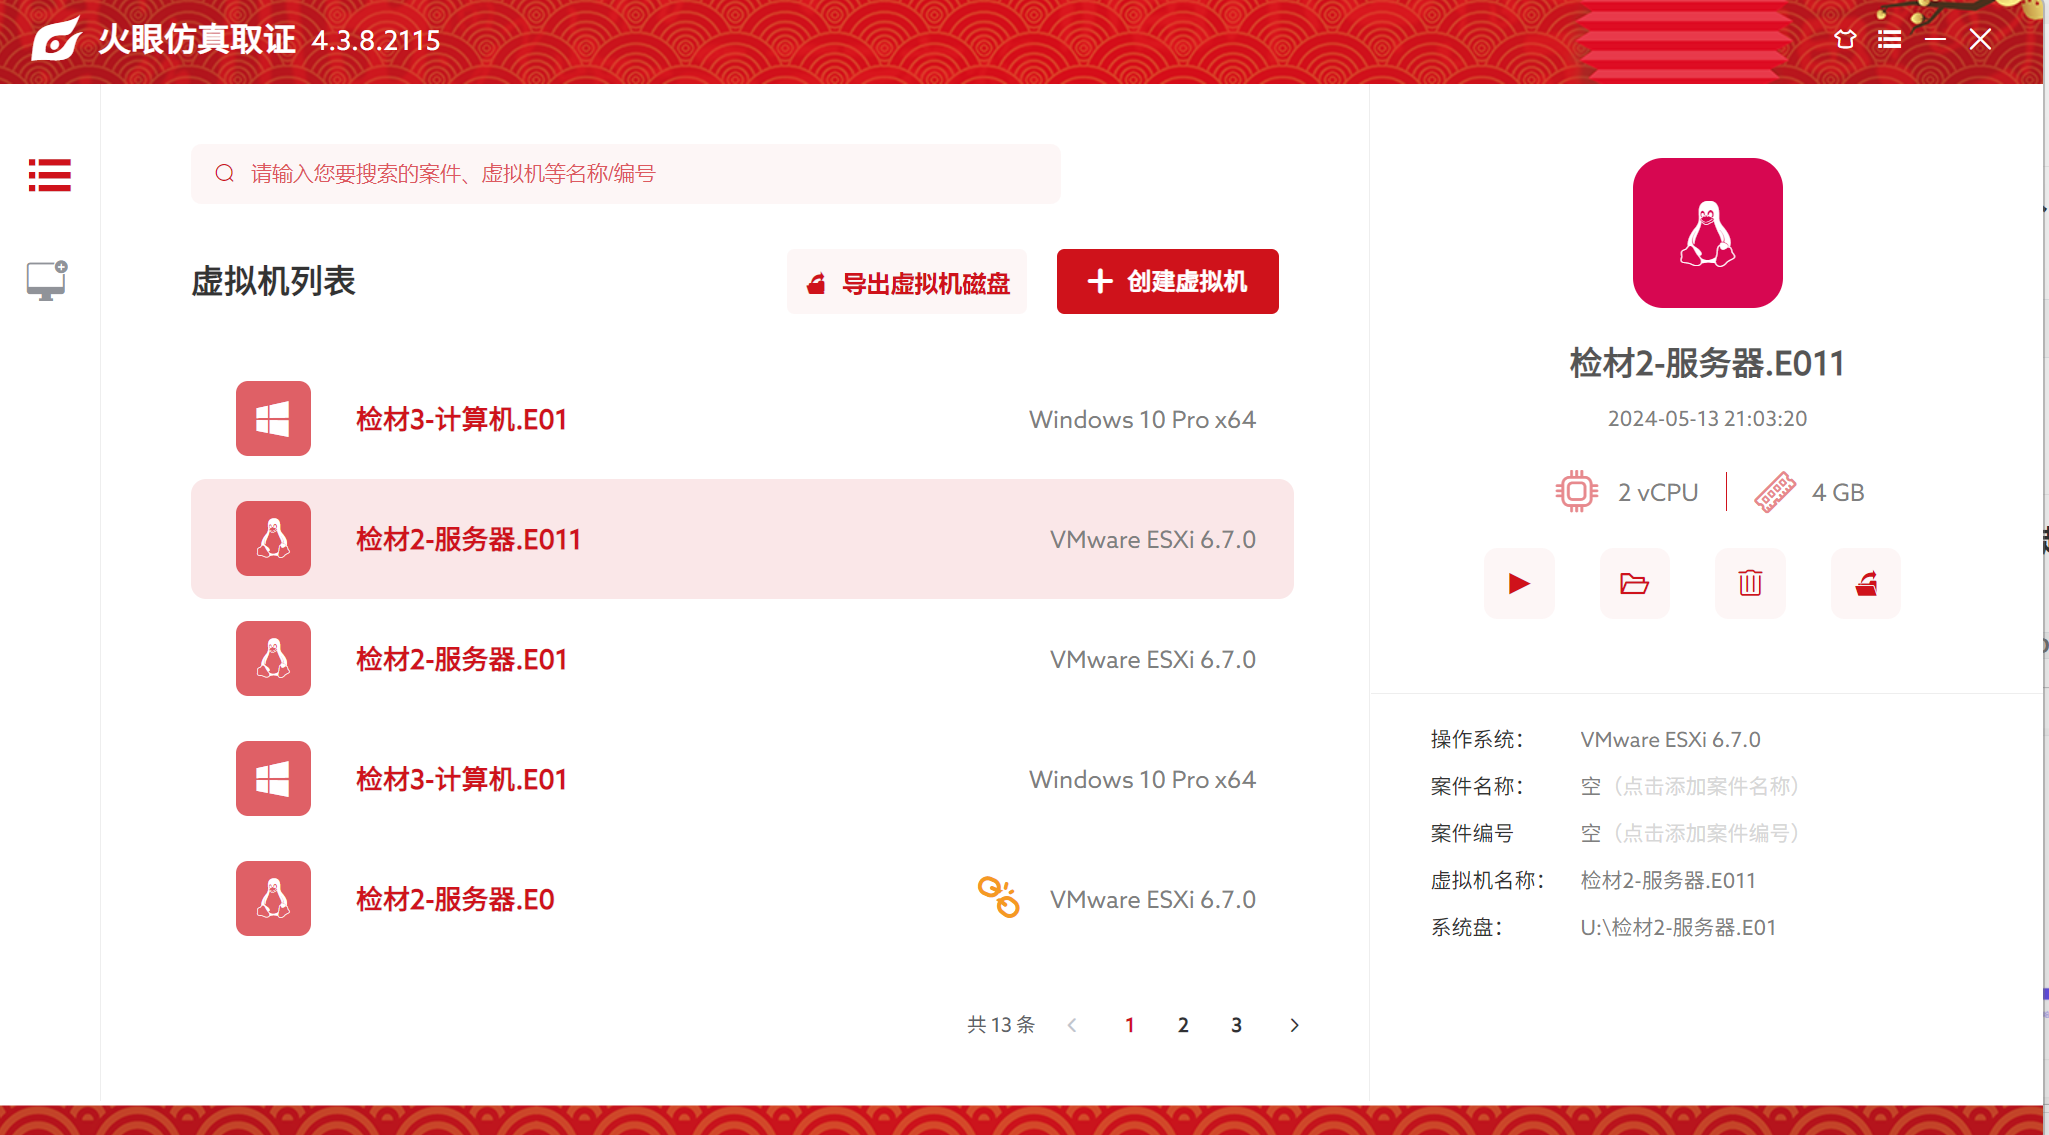 火眼仿真取证 4.3.8.2115
请输入您要搜索的案件、虚拟机等名称/编号
虚拟机列表
导出虚拟机磁盘
创建虚拟机
检材3-计算机.E01 Windows 10 Pro x64
检材2-服务器.E011 VMware ESXi 6.7.0
检材2-服务器.E01 VMware ESXi 6.7.0
检材3-计算机.E01 Windows 10 Pro x64
检材2-服务器.E0 VMware ESXi 6.7.0
共 13 条 1 2 3
检材2-服务器.E011
2024-05-13 21:03:20
2 vCPU 4 GB
操作系统： VMware ESXi 6.7.0
案件名称： 空（点击添加案件名称）
案件编号 空（点击添加案件编号）
虚拟机名称： 检材2-服务器.E011
系统盘： U:\检材2-服务器.E01